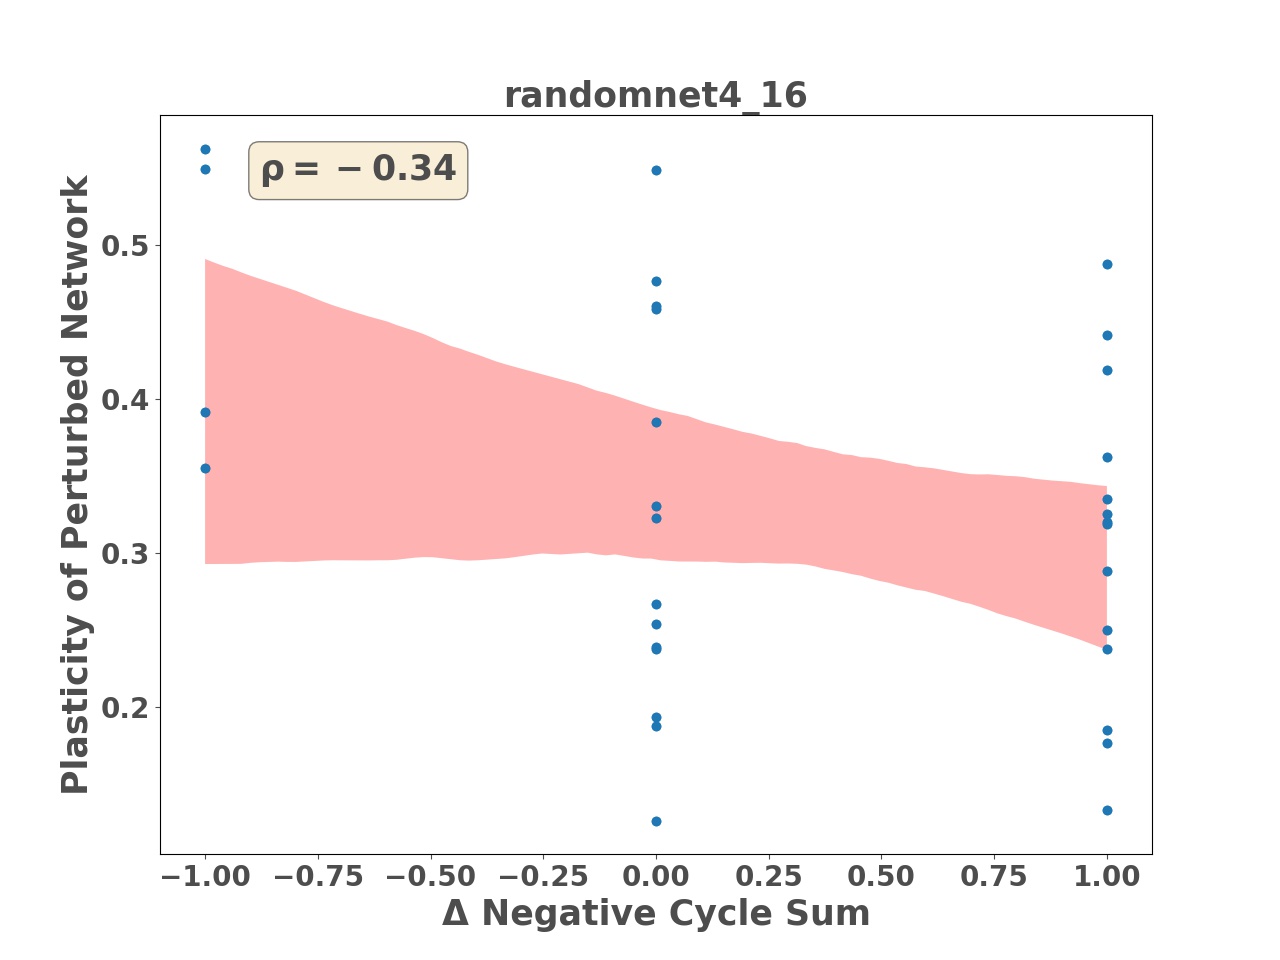 randomnet4_16
ρ = − 0.34
Plasticity of Perturbed Network
0.5
0.4
0.3
0.2
−1.00 −0.75 −0.50 −0.25 0.00 0.25 0.50 0.75 1.00
Δ Negative Cycle Sum